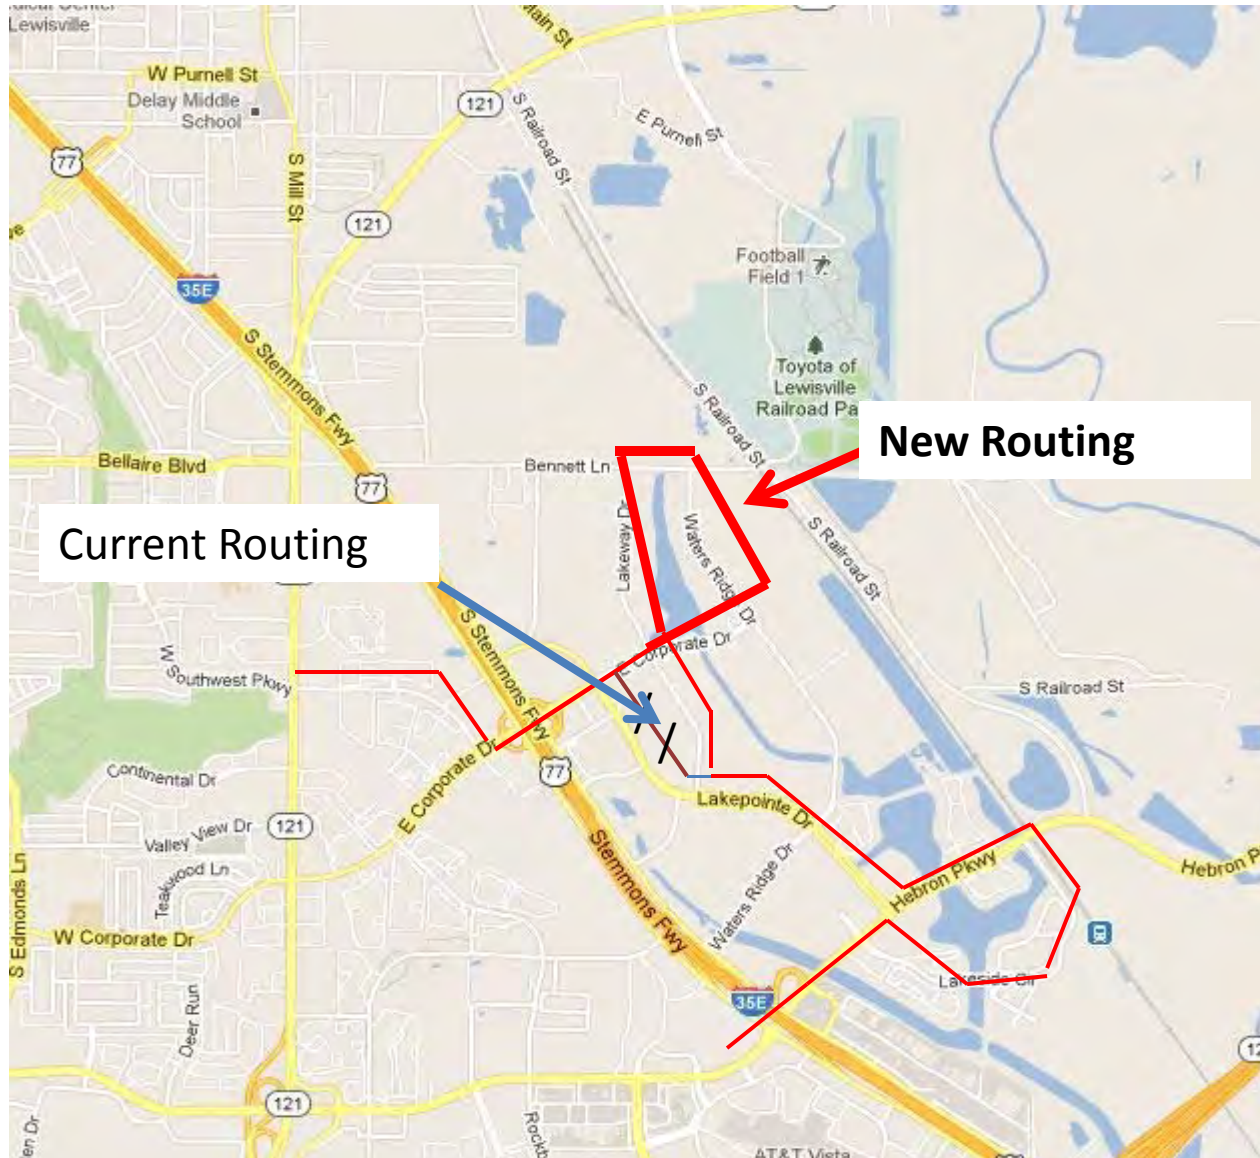 Lewisville
Main St
W Purnell St
Delay Middle
School
121
S Railroad St
E Purnell St
77
S Mill St
121
Football
Field 1
35E
S Stemmons Fwy
Toyota of
Lewisville
Railroad Pa
S Railroad St
New Routing
Bellaire Blvd
Bennett Ln
77
Current Routing
Lakeway Dr
Waters Ridge Dr
S Railroad St
S Stemmons Fwy
E Corporate Dr
W Southwest Pkwy
S Railroad St
Continental Dr
E Corporate Dr
77
Lakepointe Dr
Valley View Dr
121
Stemmons Fwy
Teakwood Ln
Waters Ridge Dr
Hebron Pkwy
Hebron P
S Edmonds Ln
W Corporate Dr
Lakeside Cir
Deer Run
35E
12
121
en Dr
Rockb
AT&T Vista